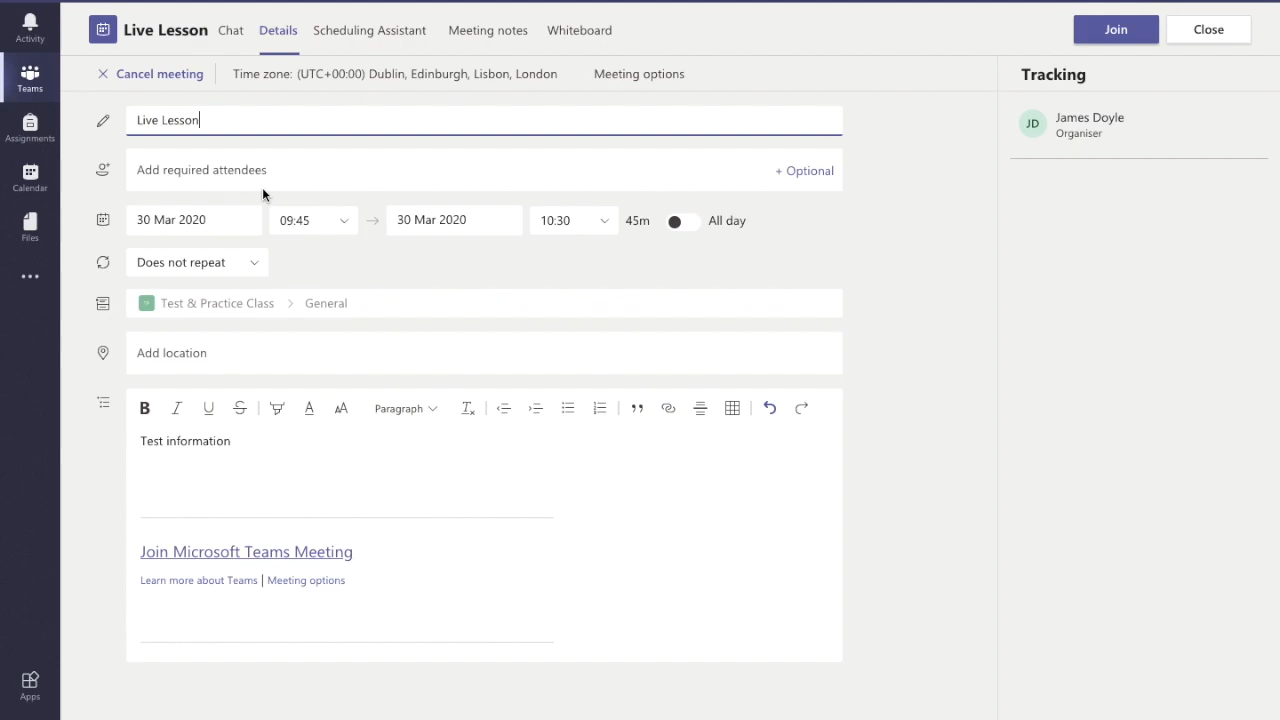 Activity
Teams
Assignments
Calendar
Files
Apps
Live Lesson Chat Details Scheduling Assistant Meeting notes Whiteboard Join Close
Cancel meeting Time zone: (UTC+00:00) Dublin, Edinburgh, Lisbon, London Meeting options
Tracking
JD James Doyle
Organiser
Live Lesson
Add required attendees + Optional
30 Mar 2020 09:45 30 Mar 2020 10:30 45m All day
Does not repeat
Test & Practice Class > General
Add location
B I U S A AA Paragraph Tx
Test information
Join Microsoft Teams Meeting
Learn more about Teams | Meeting options